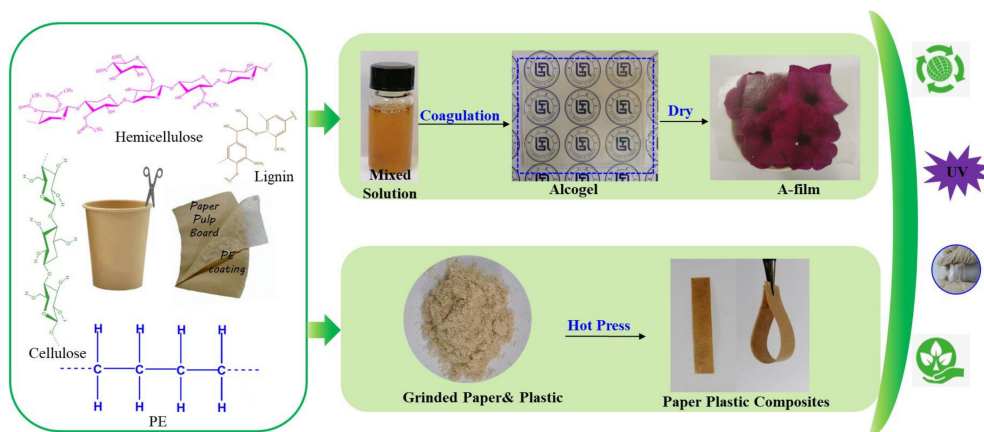 Hemicellulose
Lignin
Cellulose
Paper
Pulp
Board
PE
coating
H H H H
C C C C
H H H H
PE
Mixed
Solution
Coagulation
Alcogel
Dry
A-film
Grinded Paper& Plastic
Hot Press
Paper Plastic Composites
UV